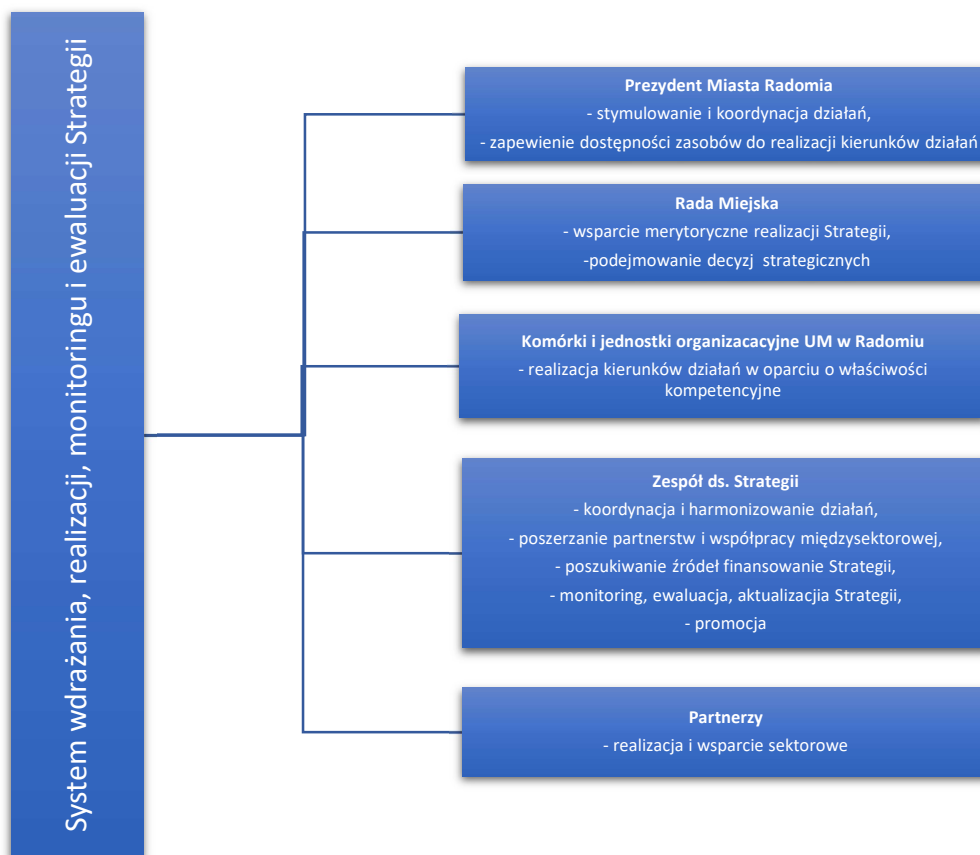 System wdrażania, realizacji, monitoringu i ewaluacji Strategii
Prezydent Miasta Radomia
- stymulowanie i koordynacja działań,
- zapewienie dostępności zasobów do realizacji kierunków działań
Rada Miejska
- wsparcie merytoryczne realizacji Strategii,
-podejmowanie decyzj strategicznych
Komórki i jednostki organizacacyjne UM w Radomiu
- realizacja kierunków działań w oparciu o właściwości
kompetencyjne
Zespół ds. Strategii
- koordynacja i harmonizowanie działań,
- poszerzanie partnerstw i współpracy międzysektorowej,
- poszukiwanie źródeł finansowanie Strategii,
- monitoring, ewaluacja, aktualizacjia Strategii,
- promocja
Partnerzy
- realizacja i wsparcie sektorowe